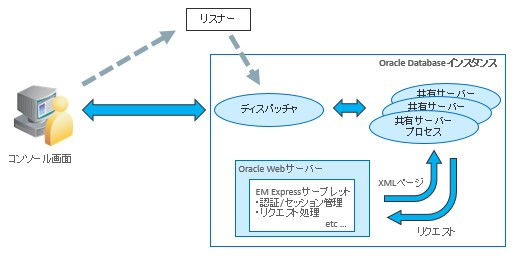 リスナー
Oracle Databaseインスタンス
ディスパッチャ
共有サーバー
共有サーバー
共有サーバー
プロセス
コンソール画面
Oracle Webサーバー
EM Expressサーブレット
・認証/セッション管理
・リクエスト処理
etc ...
XMLページ
リクエスト